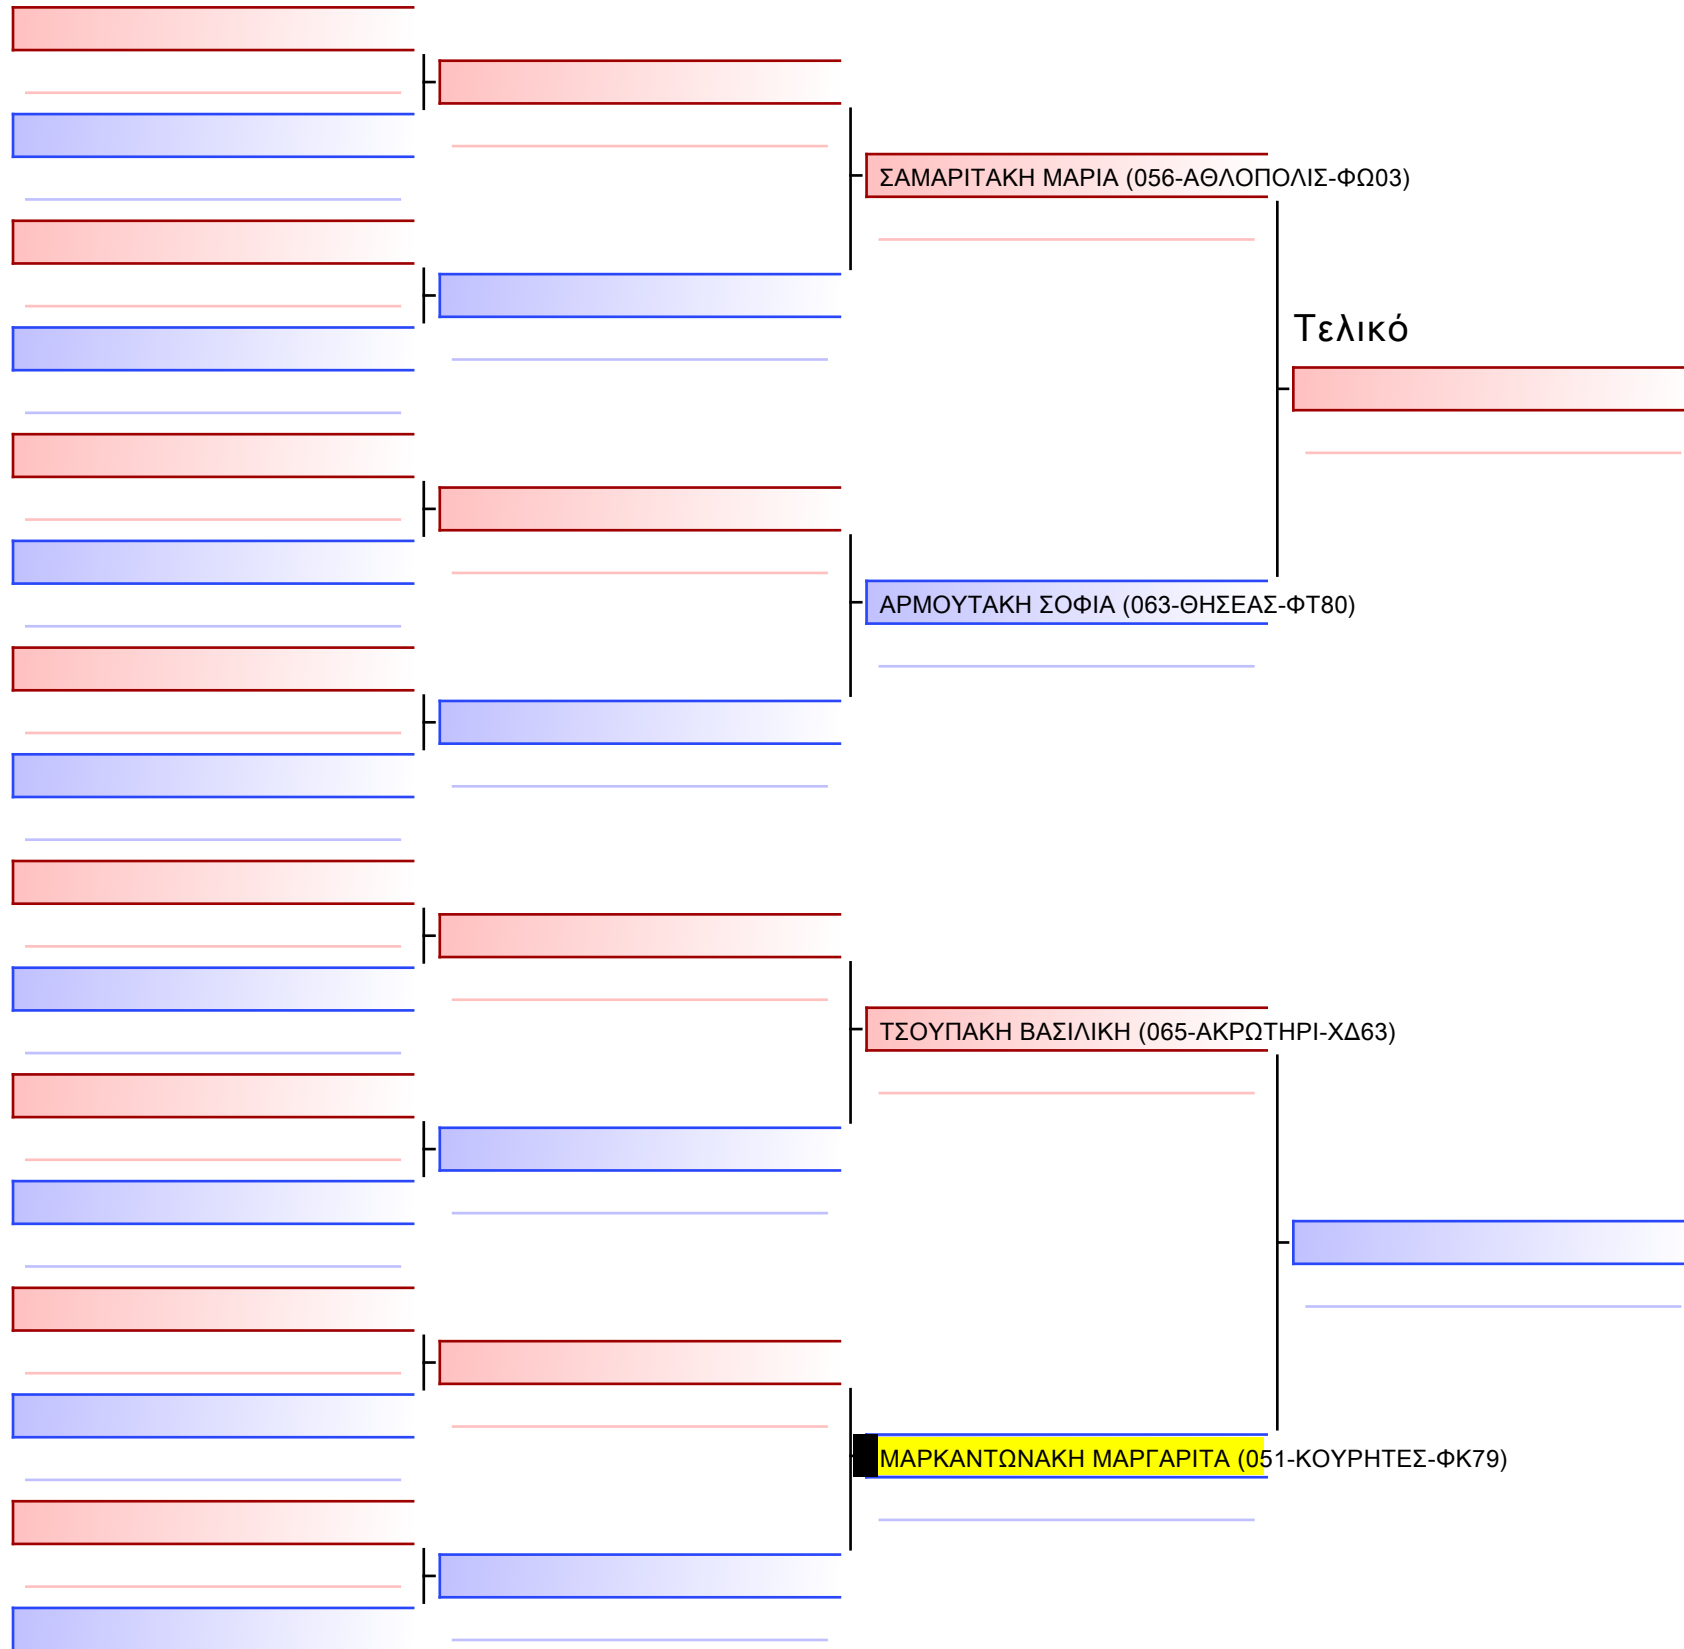 ΣΑΜΑΡΙΤΑΚΗ ΜΑΡΙΑ (056-ΑΘΛΟΠΟΛΙΣ-ΦΩ03)
Τελικό
ΑΡΜΟΥΤΑΚΗ ΣΟΦΙΑ (063-ΘΗΣΕΑΣ-ΦΤ80)
ΤΣΟΥΠΑΚΗ ΒΑΣΙΛΙΚΗ (065-ΑΚΡΩΤΗΡΙ-ΧΔ63)
ΜΑΡΚΑΝΤΩΝΑΚΗ ΜΑΡΓΑΡΙΤΑ (051-ΚΟΥΡΗΤΕΣ-ΦΚ79)